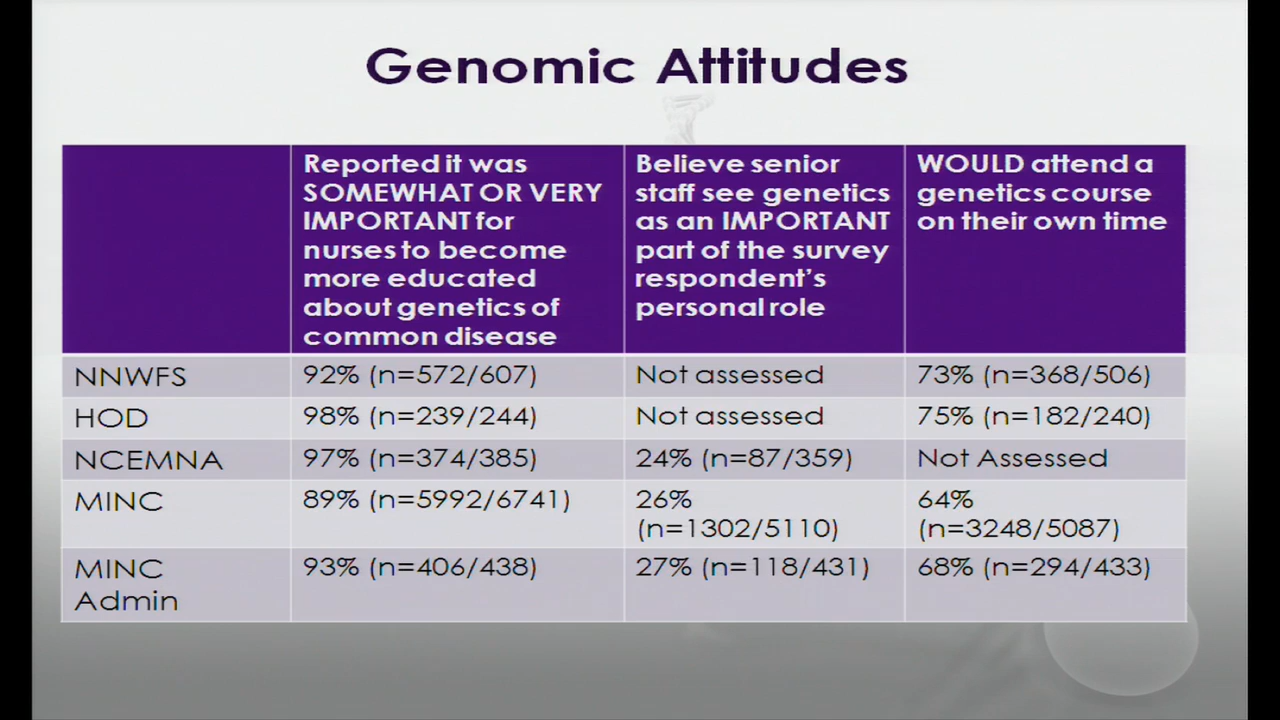 Genomic Attitudes
Reported it was
SOMEWHAT OR VERY
IMPORTANT for
nurses to become
more educated
about genetics of
common disease
Believe senior
staff see genetics
as an IMPORTANT
part of the survey
respondent's
personal role
WOULD attend a
genetics course
on their own time
NNWFS
92% (n=572/607)
Not assessed
73% (n=368/506)
HOD
98% (n=239/244)
Not assessed
75% (n=182/240)
NCEMNA
97% (n=374/385)
24% (n=87/359)
Not Assessed
MINC
89% (n=5992/6741)
26%
(n=1302/5110)
64%
(n=3248/5087)
MINC
Admin
93% (n=406/438)
27% (n=118/431)
68% (n=294/433)